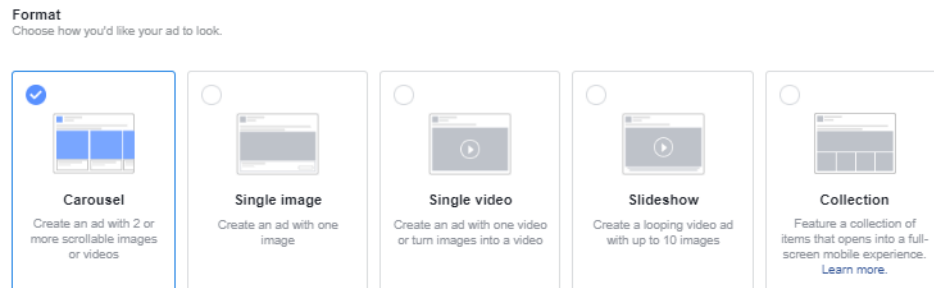 Format
Choose how you'd like your ad to look.
Carousel
Create an ad with 2 or
more scrollable images
or videos
Single image
Create an ad with one
image
Single video
Create an ad with one video
or turn images into a video
Slideshow
Create a looping video ad
with up to 10 images
Collection
Feature a collection of
items that opens into a full-
screen mobile experience.
Learn more.